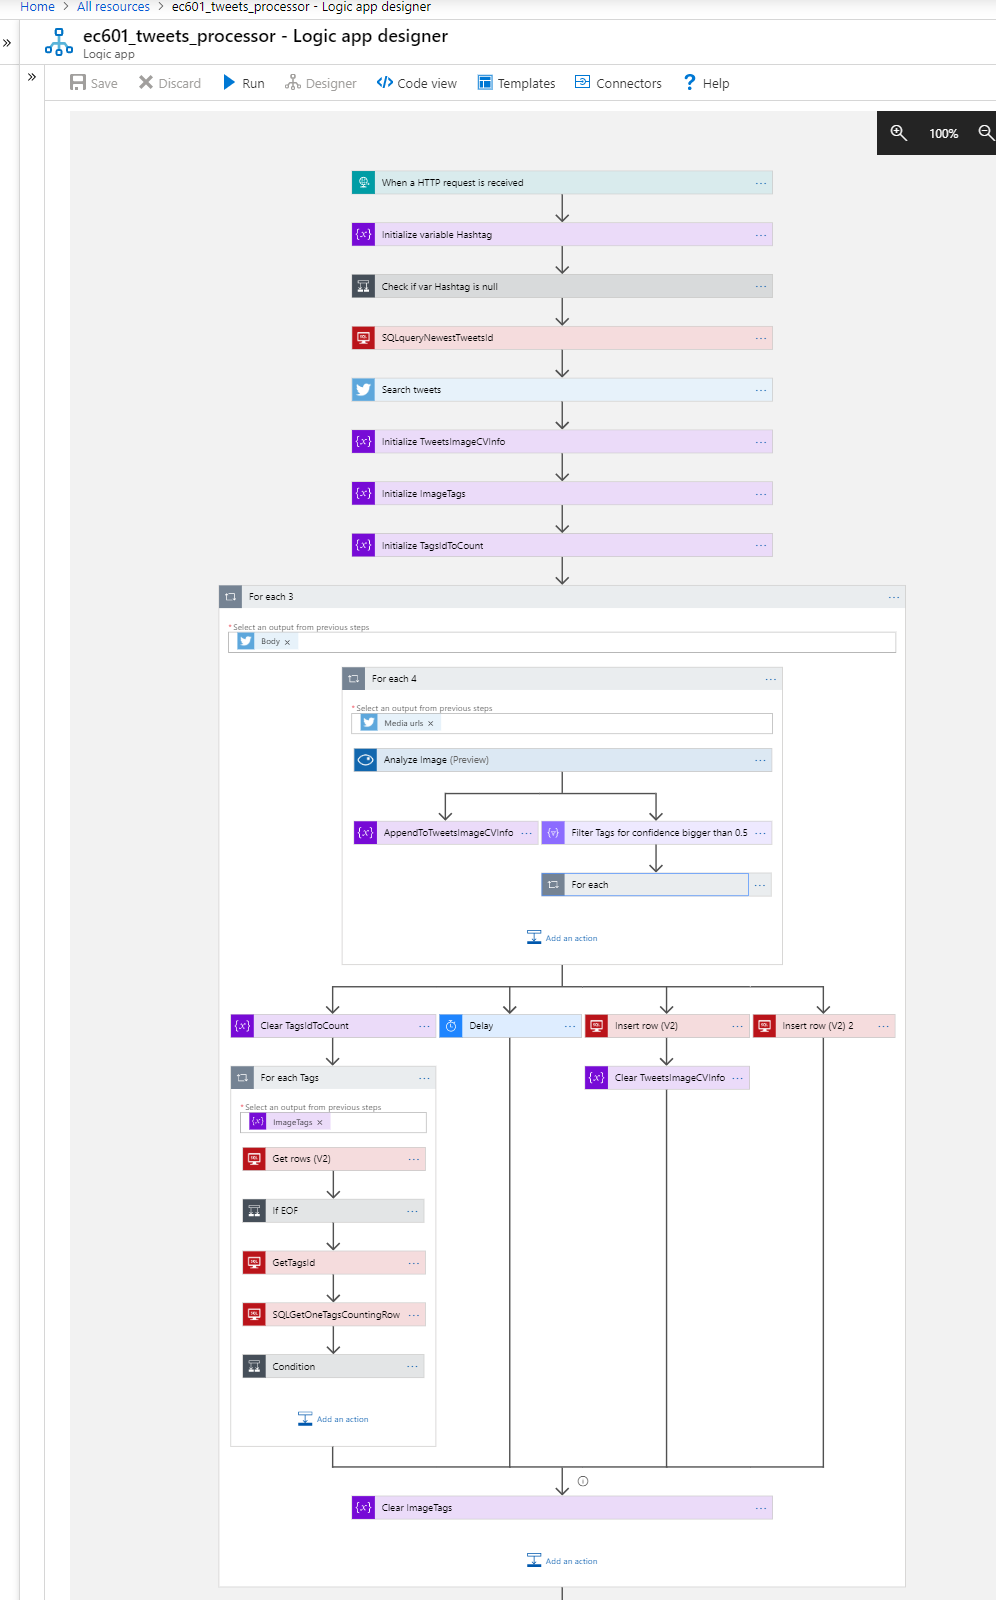 Home > All resources > ec601_tweets_processor - Logic app designer
ec601_tweets_processor - Logic app designer
Logic app
Save Discard Run Designer Code view Templates Connectors Help
100%
When a HTTP request is received
Initialize variable Hashtag
Check if var Hashtag is null
SQLqueryNewestTweetsId
Search tweets
Initialize TweetsImageCVInfo
Initialize ImageTags
Initialize TagsIdToCount
For each 3
* Select an output from previous steps
Body ×
For each 4
* Select an output from previous steps
Media urls ×
Analyze Image (Preview)
AppendToTweetsImageCVInfo Filter Tags for confidence bigger than 0.5
For each
Add an action
Clear TagsIdToCount Delay Insert row (V2) Insert row (V2) 2
For each Tags Clear TweetsImageCVInfo
* Select an output from previous steps
ImageTags ×
Get rows (V2)
If EOF
GetTagsId
SQLGetOneTagsCountingRow
Condition
Add an action
Clear ImageTags
Add an action